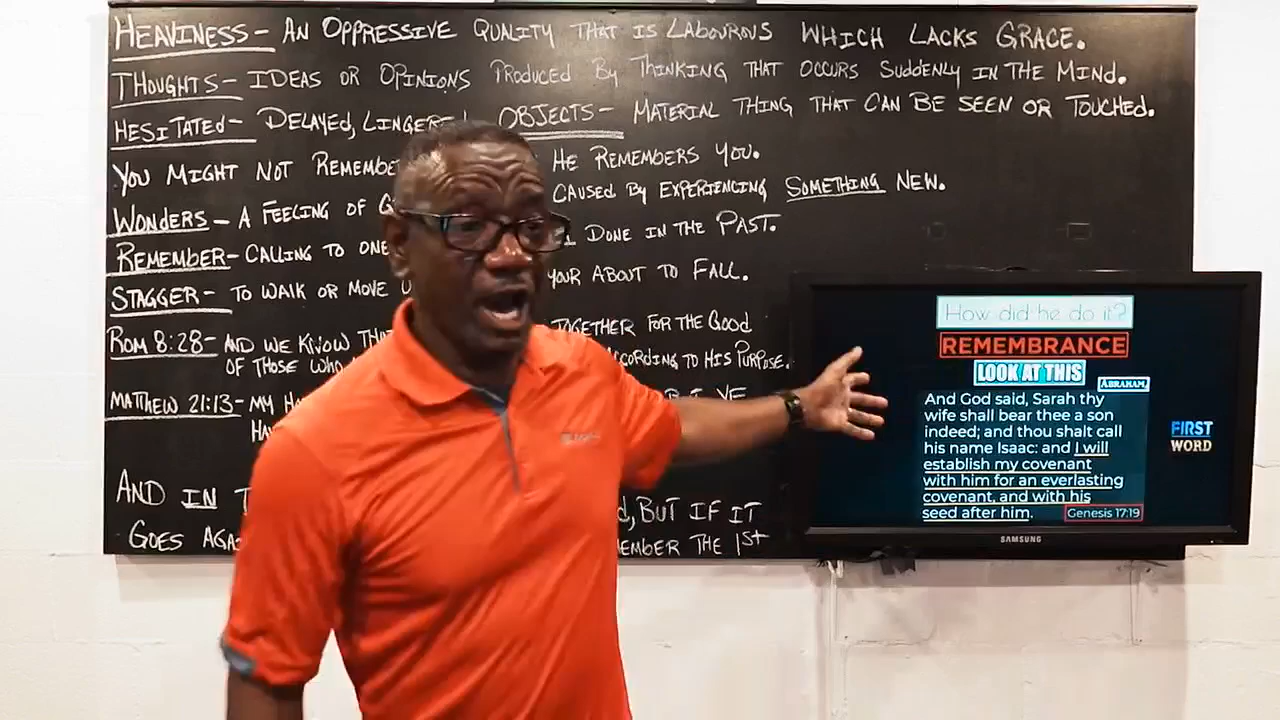 HEAVINESS - AN OPPRESSIVE QUALITY THAT IS LABOUROUS WHICH LACKS GRACE.
THOUGHTS - IDEAS OR OPINIONS PRODUCED BY THINKING THAT OCCURS SUDDENLY IN THE MIND.
HESITATED - DELAYED, LINGERED OBJECTS - MATERIAL THING THAT CAN BE SEEN OR TOUCHED.
YOU MIGHT NOT REMEMBE HE REMEMBERS YOU.
WONDERS - A FEELING OF CAUSED BY EXPERIENCING SOMETHING NEW.
REMEMBER - CALLING TO ONE DONE IN THE PAST.
STAGGER - TO WALK OR MOVE YOUR ABOUT TO FALL.
ROM 8:28 - AND WE KNOW TOGETHER FOR THE GOOD
OF THOSE WHO ACCORDING TO HIS PURPOSE.
MATTHEW 21:13 - MY
AND IN BUT IF IT
GOES AGA THE 1ST
How did he do it?
REMEMBRANCE
LOOK AT THIS
ABRAHAM,
And God said, Sarah thy
wife shall bear thee a son
indeed; and thou shalt call
his name Isaac: and I will
establish my covenant
with him for an everlasting
covenant, and with his
seed after him.
Genesis 17:19
FIRST
WORD
SAMSUNG